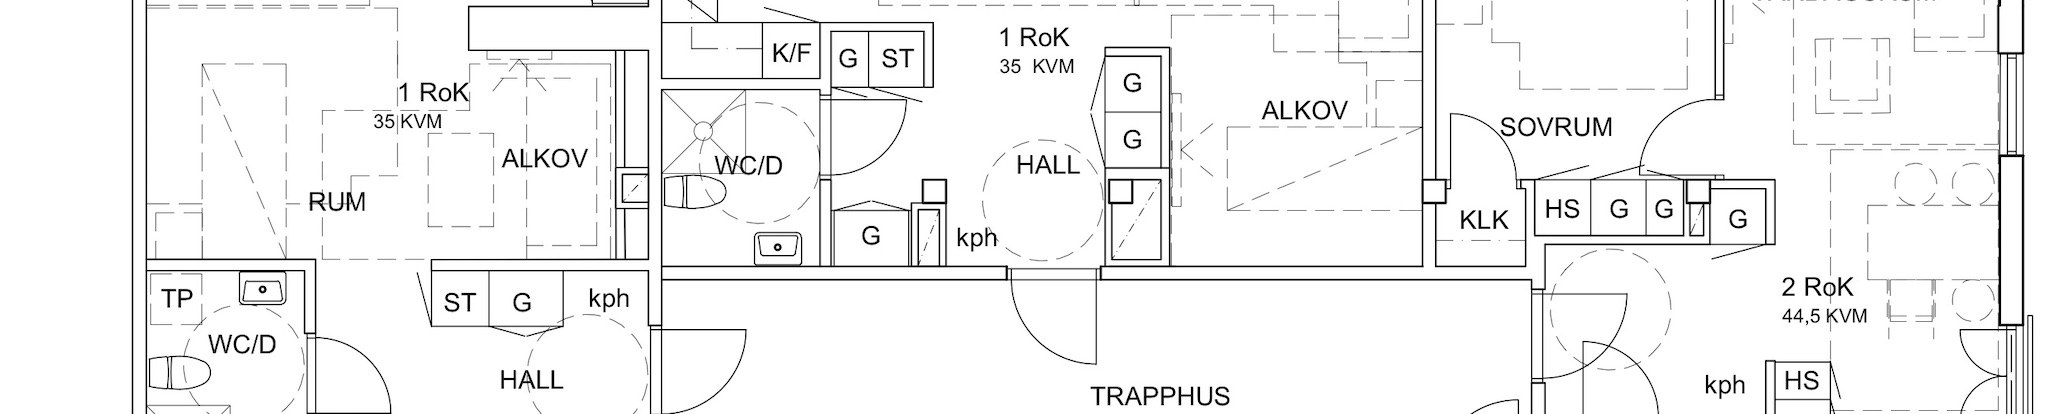 K/F
G
ST
1 RoK
35 KVM
G
G
ALKOV
1 RoK
35 KVM
ALKOV
RUM
WC/D
HALL
G
kph
SOVRUM
KLK
HS
G
G
G
TP
WC/D
ST
G
kph
HALL
TRAPPHUS
2 RoK
44,5 KVM
kph
HS